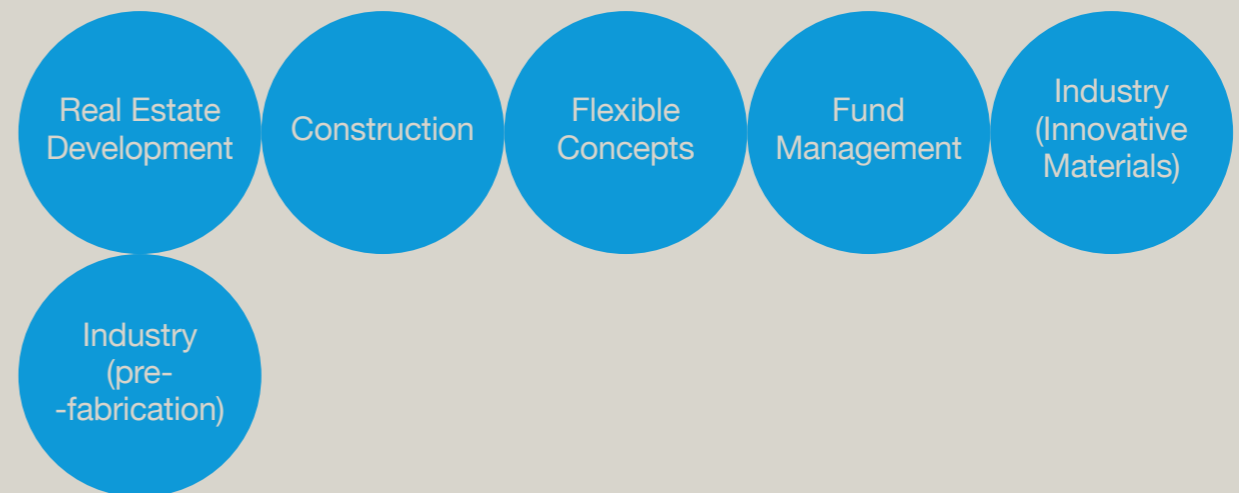 Real Estate
Development
Construction
Flexible
Concepts
Fund
Management
Industry
(Innovative
Materials)
Industry
(pre-
-fabrication)